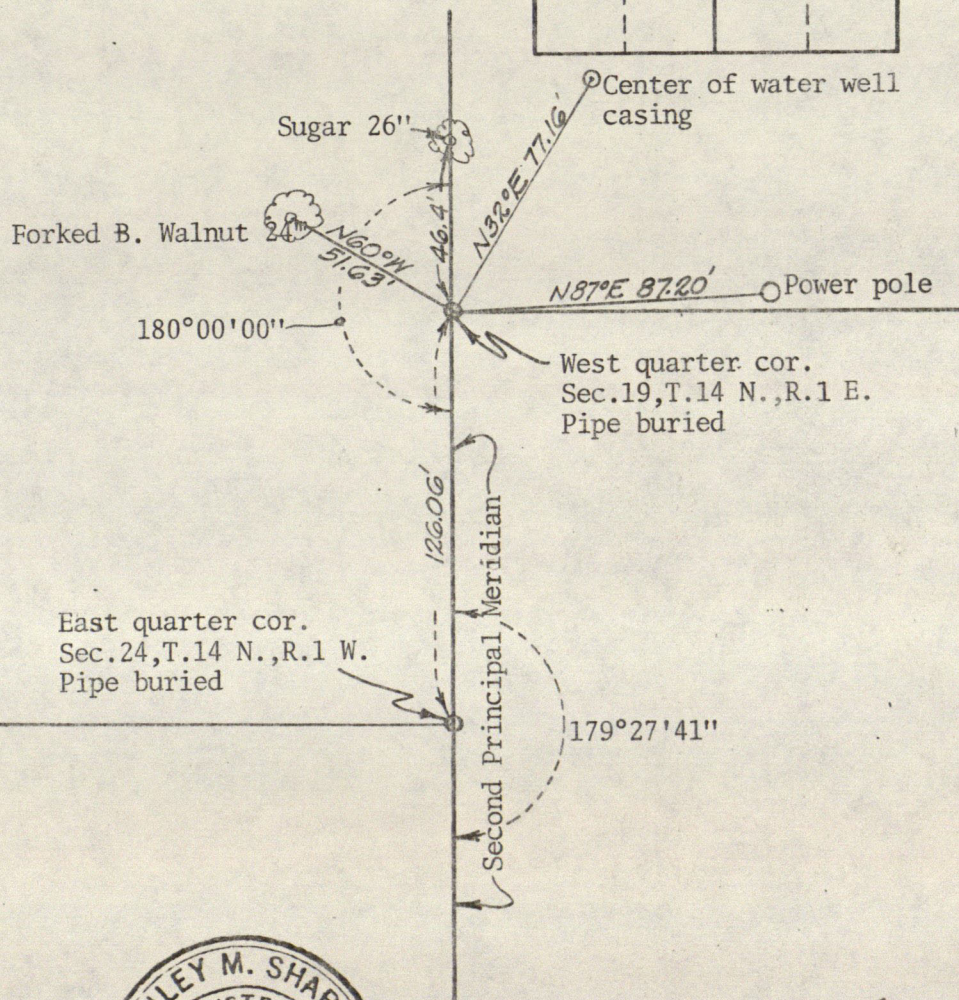 Center of water well
casing
Sugar 26"
N32°E 77.16'
46.4'
Forked B. Walnut 24"
N60°W
51.63'
N87°E 87.20'
Power pole
180°00'00"
West quarter cor.
Sec.19,T.14 N.,R.1 E.
Pipe buried
126.06'
Second Principal Meridian
East quarter cor.
Sec.24,T.14 N.,R.1 W.
Pipe buried
179°27'41"
LEY M. SHAR